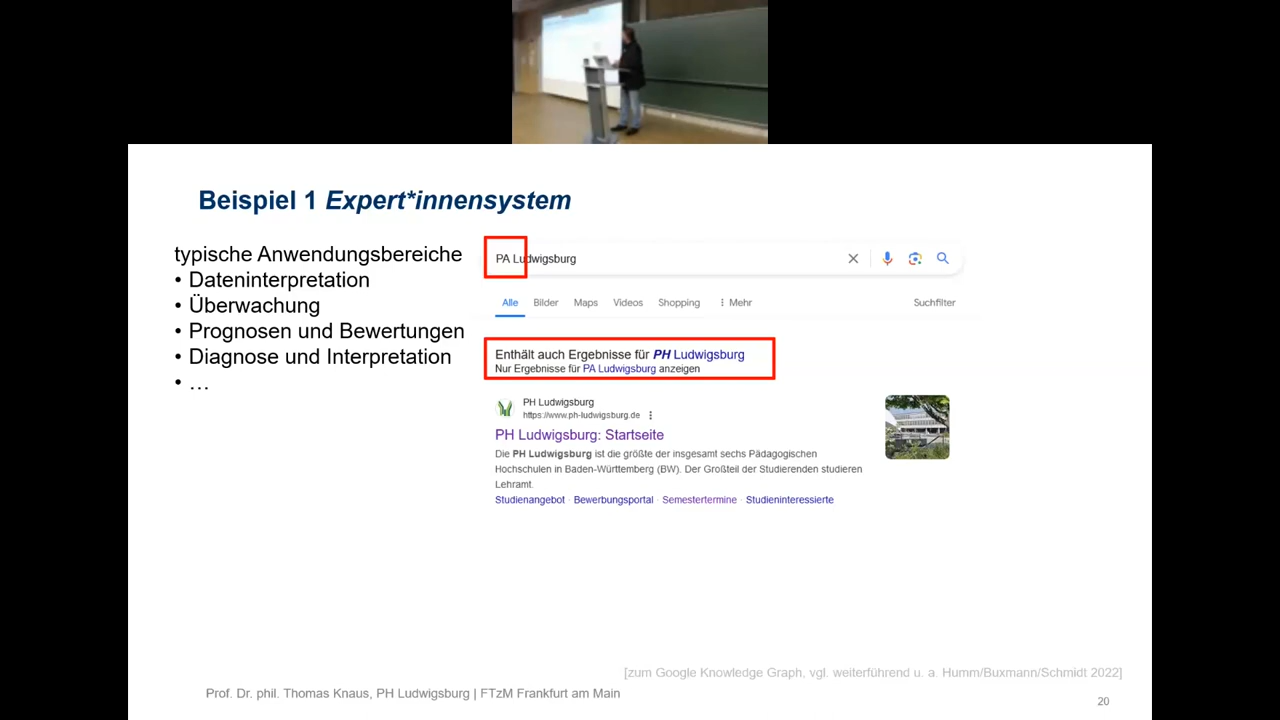 Beispiel 1 Expert*innensystem
typische Anwendungsbereiche
• Dateninterpretation
• Überwachung
• Prognosen und Bewertungen
• Diagnose und Interpretation
• …
PA Ludwigsburg
Alle Bilder Maps Videos Shopping Mehr Suchfilter
Enthält auch Ergebnisse für PH Ludwigsburg
Nur Ergebnisse für PA Ludwigsburg anzeigen
PH Ludwigsburg
https://www.ph-ludwigsburg.de
PH Ludwigsburg: Startseite
Die PH Ludwigsburg ist die größte der insgesamt sechs Pädagogischen
Hochschulen in Baden-Württemberg (BW). Der Großteil der Studierenden studieren
Lehramt.
Studienangebot · Bewerbungsportal · Semestertermine · Studieninteressierte
[zum Google Knowledge Graph, vgl. weiterführend u. a. Humm/Buxmann/Schmidt 2022]
Prof. Dr. phil. Thomas Knaus, PH Ludwigsburg | FTzM Frankfurt am Main
20